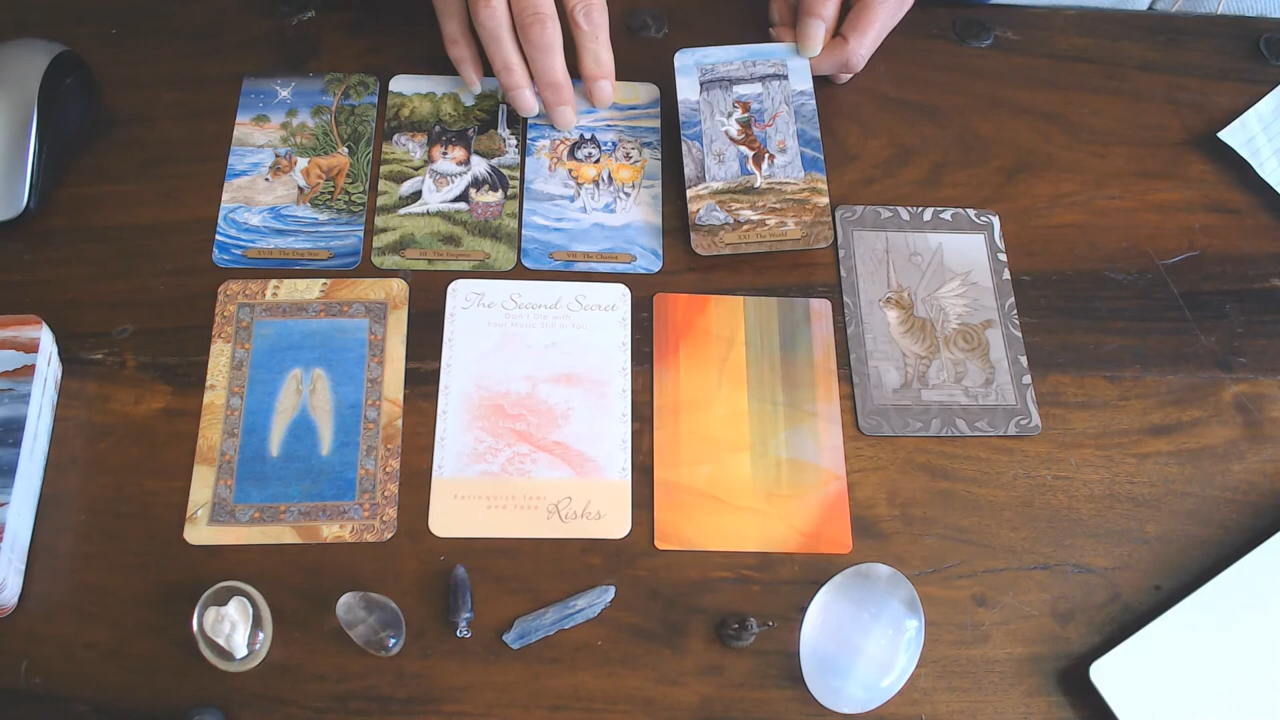 XVII · The Dog Star
III · The Empress
VII · The Chariot
XXI · The World
The Second Secret
Don't Die with
Your Music Still in You
Relinquish fear
and take Risks